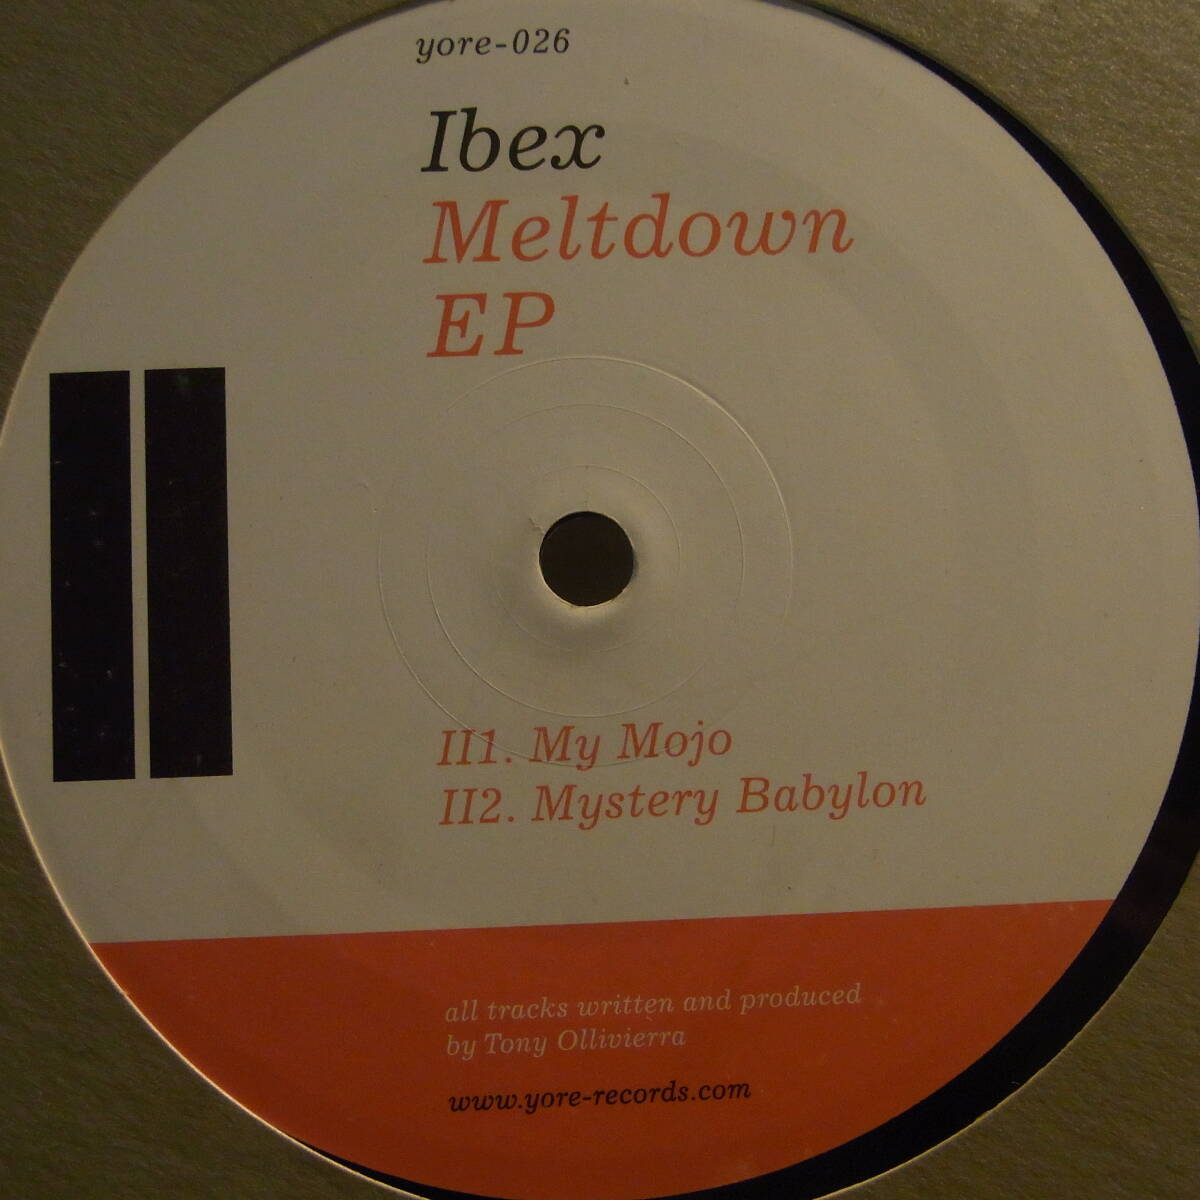 yore-026
Ibex
Meltdown
EP
II
II1. My Mojo
II2. Mystery Babylon
all tracks written and produced
by Tony Ollivierra
www.yore-records.com